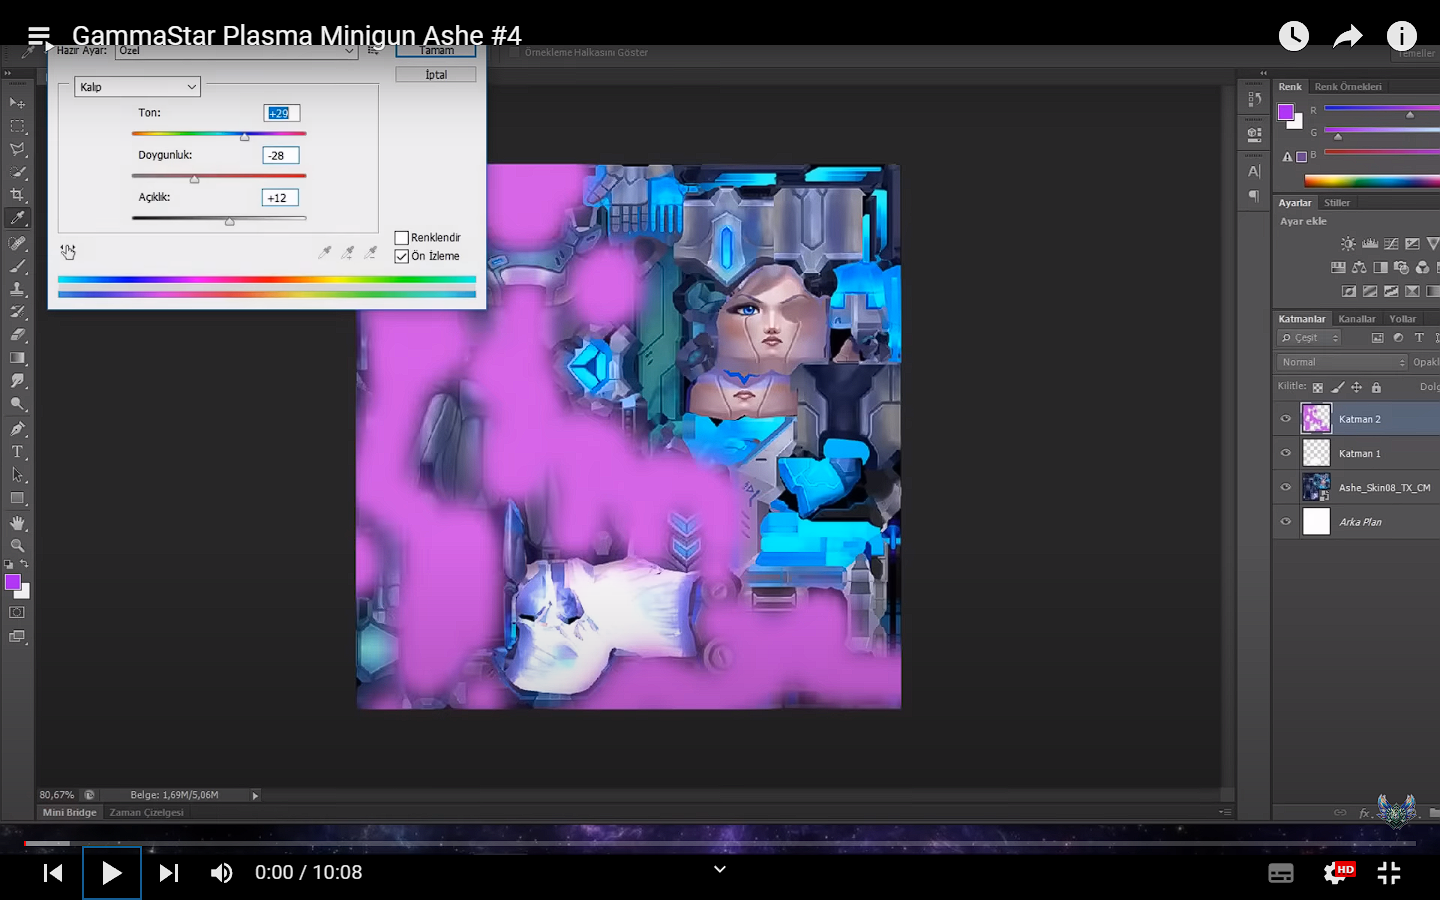 GammaStar Plasma Minigun Ashe #4
Hazır Ayar: Özel
Tamam
Örnekleme Halkasını Göster
Temeller
İptal
Kalıp
Ton: +29
Doygunluk: -28
Açıklık: +12
Renklendir
Ön İzleme
Renk Renk Örnekleri
R
G
B
Ayarlar Stiller
Ayar ekle
Katmanlar Kanallar Yollar
Çeşit
Normal Opakl
Kilitle: Dolg
Katman 2
Katman 1
Ashe_Skin08_TX_CM
Arka Plan
80,67% Belge: 1,69M/5,06M
Mini Bridge Zaman Çizelgesi
fx
0:00 / 10:08
HD